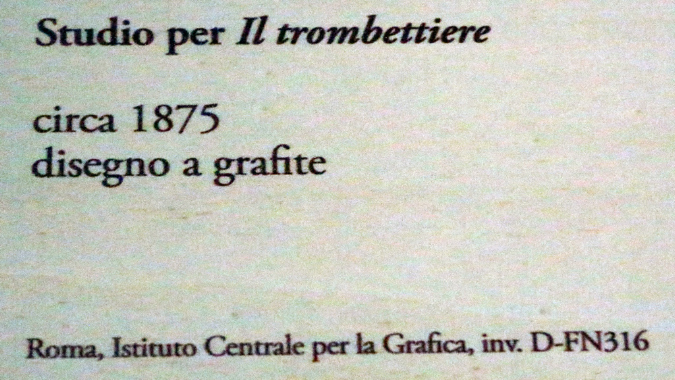 Studio per Il trombettiere
circa 1875
disegno a grafite
Roma, Istituto Centrale per la Grafica, inv. D-FN316